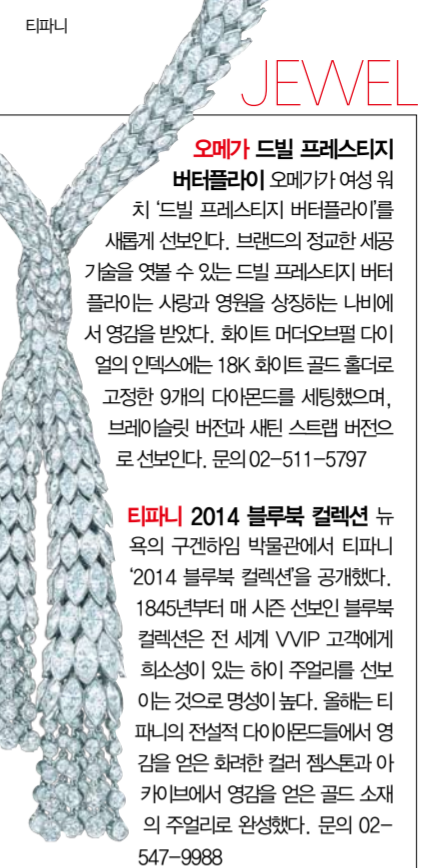 티파니
JEWEL
오메가 드빌 프레스티지
버터플라이 오메가가 여성 워
치 ‘드빌 프레스티지 버터플라이’를
새롭게 선보인다. 브랜드의 정교한 세공
기술을 엿볼 수 있는 드빌 프레스티지 버터
플라이는 사랑과 영원을 상징하는 나비에
서 영감을 받았다. 화이트 머더오브펄 다이
얼의 인덱스에는 18K 화이트 골드 홀더로
고정한 9개의 다아몬드를 세팅했으며,
브레이슬릿 버전과 새틴 스트랩 버전으
로 선보인다. 문의 02-511-5797
티파니 2014 블루북 컬렉션 뉴
욕의 구겐하임 박물관에서 티파니
‘2014 블루북 컬렉션’을 공개했다.
1845년부터 매 시즌 선보인 블루북
컬렉션은 전 세계 VVIP 고객에게
희소성이 있는 하이 주얼리를 선보
이는 것으로 명성이 높다. 올해는 티
파니의 전설적 다이아몬드들에서 영
감을 얻은 화려한 컬러 젬스톤과 아
카이브에서 영감을 얻은 골드 소재
의 주얼리로 완성했다. 문의 02-
547-9988